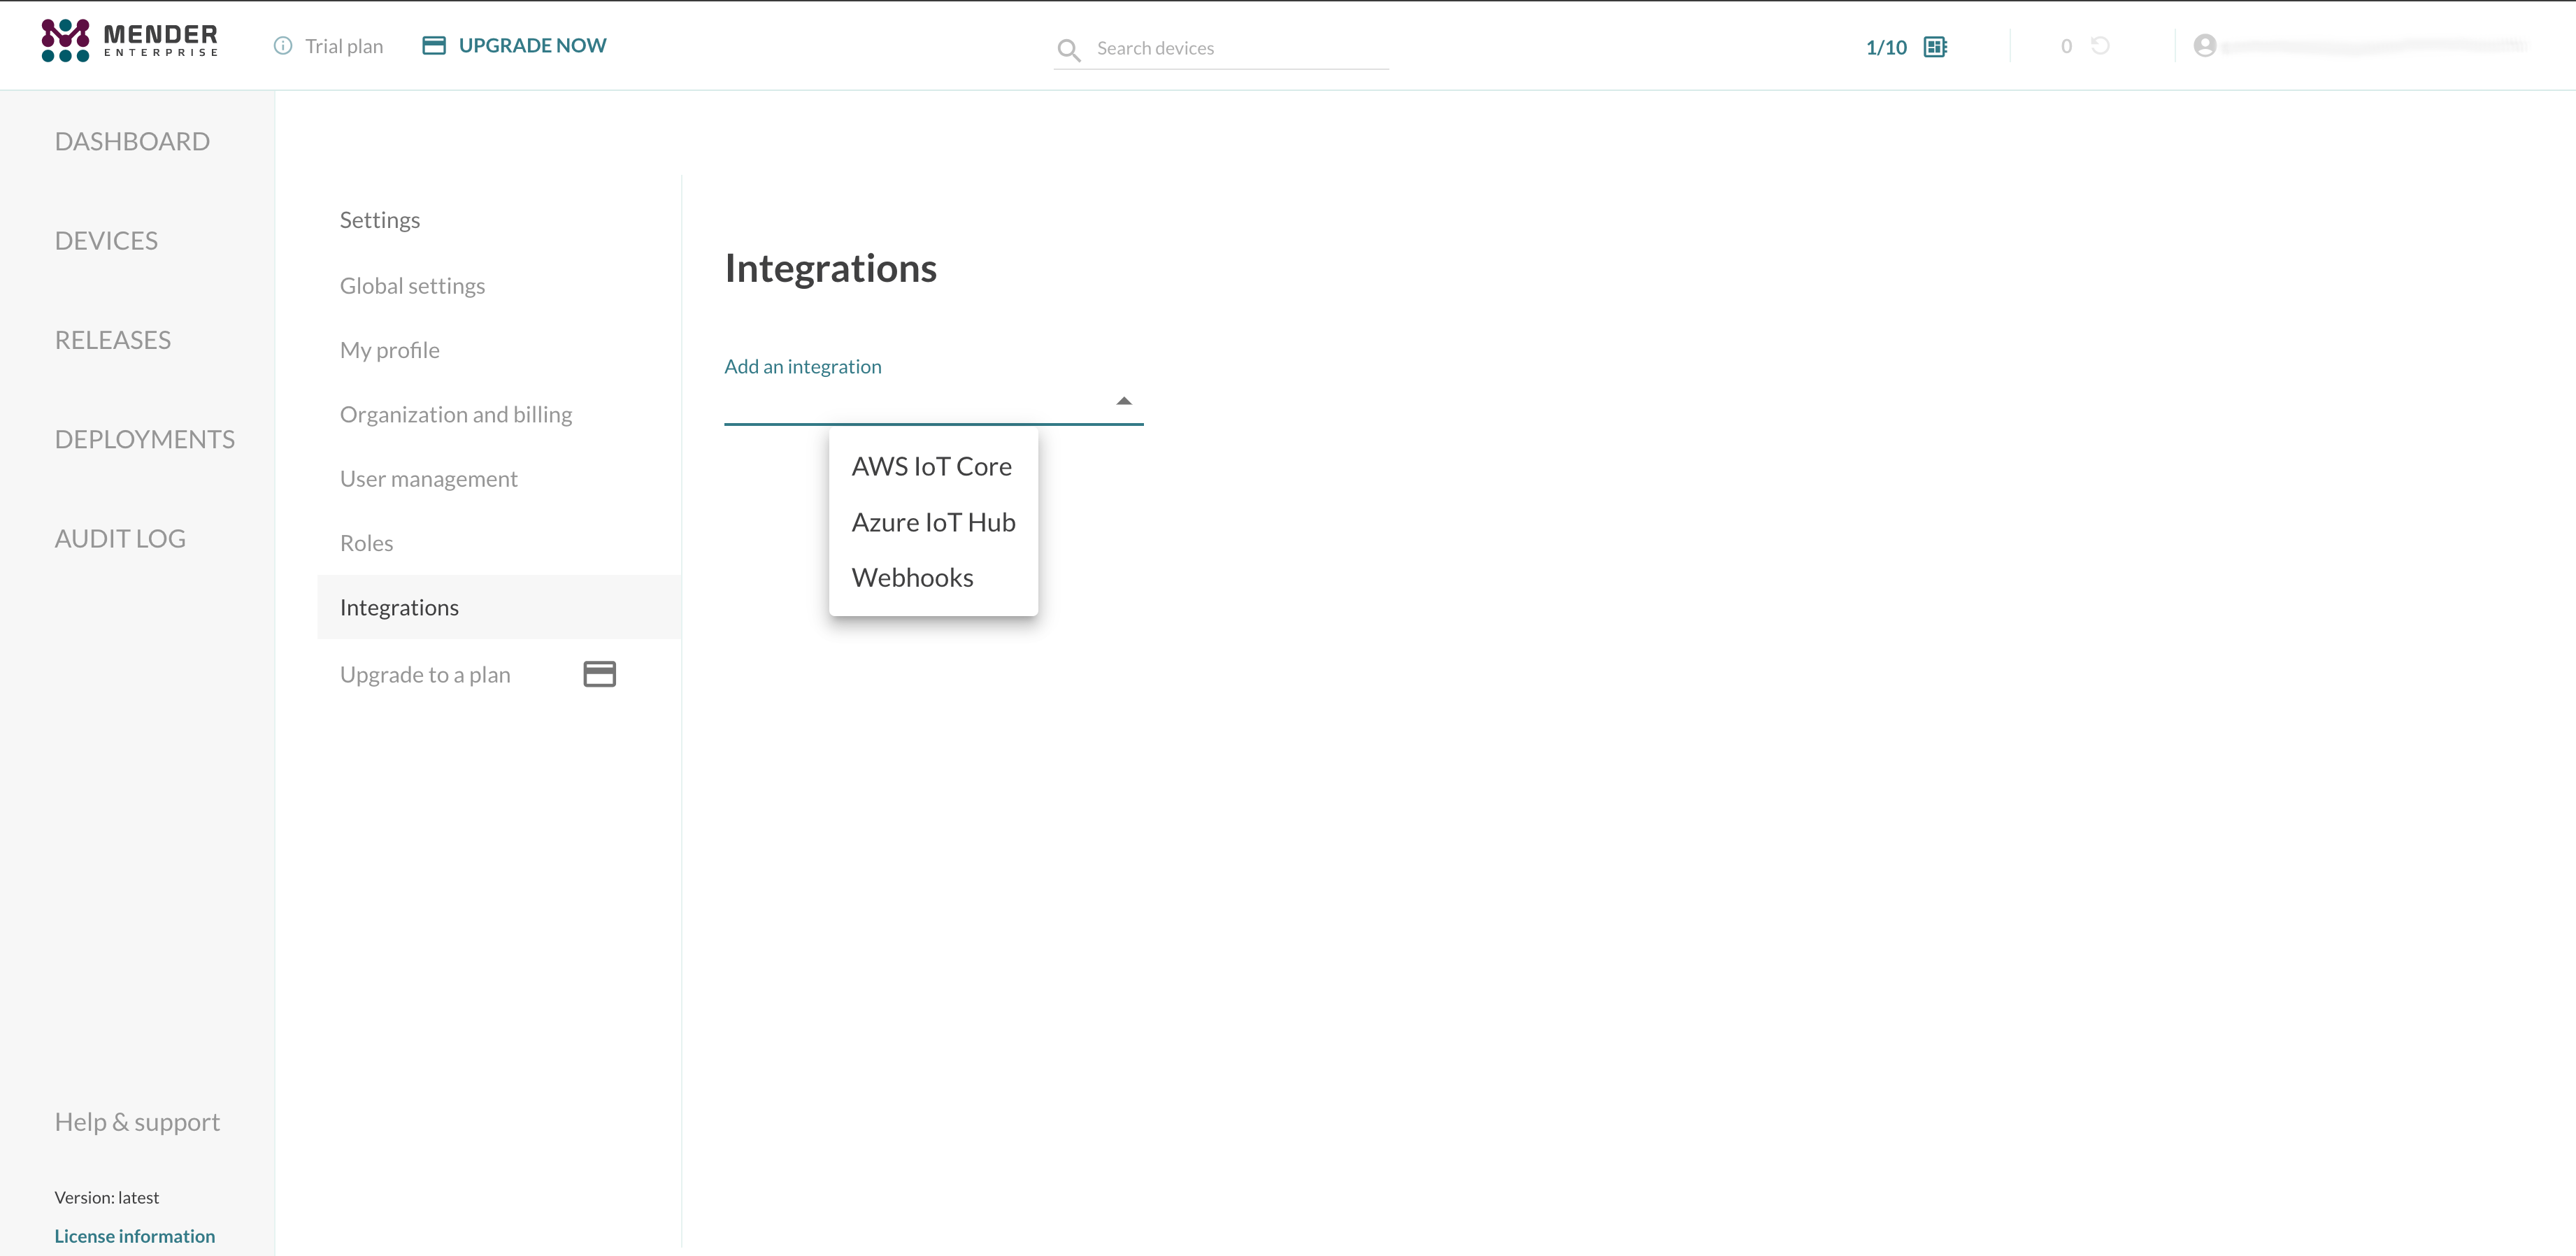 MENDER
ENTERPRISE
Trial plan
UPGRADE NOW
Search devices
1/10
0
DASHBOARD
DEVICES
RELEASES
DEPLOYMENTS
AUDIT LOG
Help & support
Version: latest
License information
Settings
Global settings
My profile
Organization and billing
User management
Roles
Integrations
Upgrade to a plan
Integrations
Add an integration
AWS IoT Core
Azure IoT Hub
Webhooks